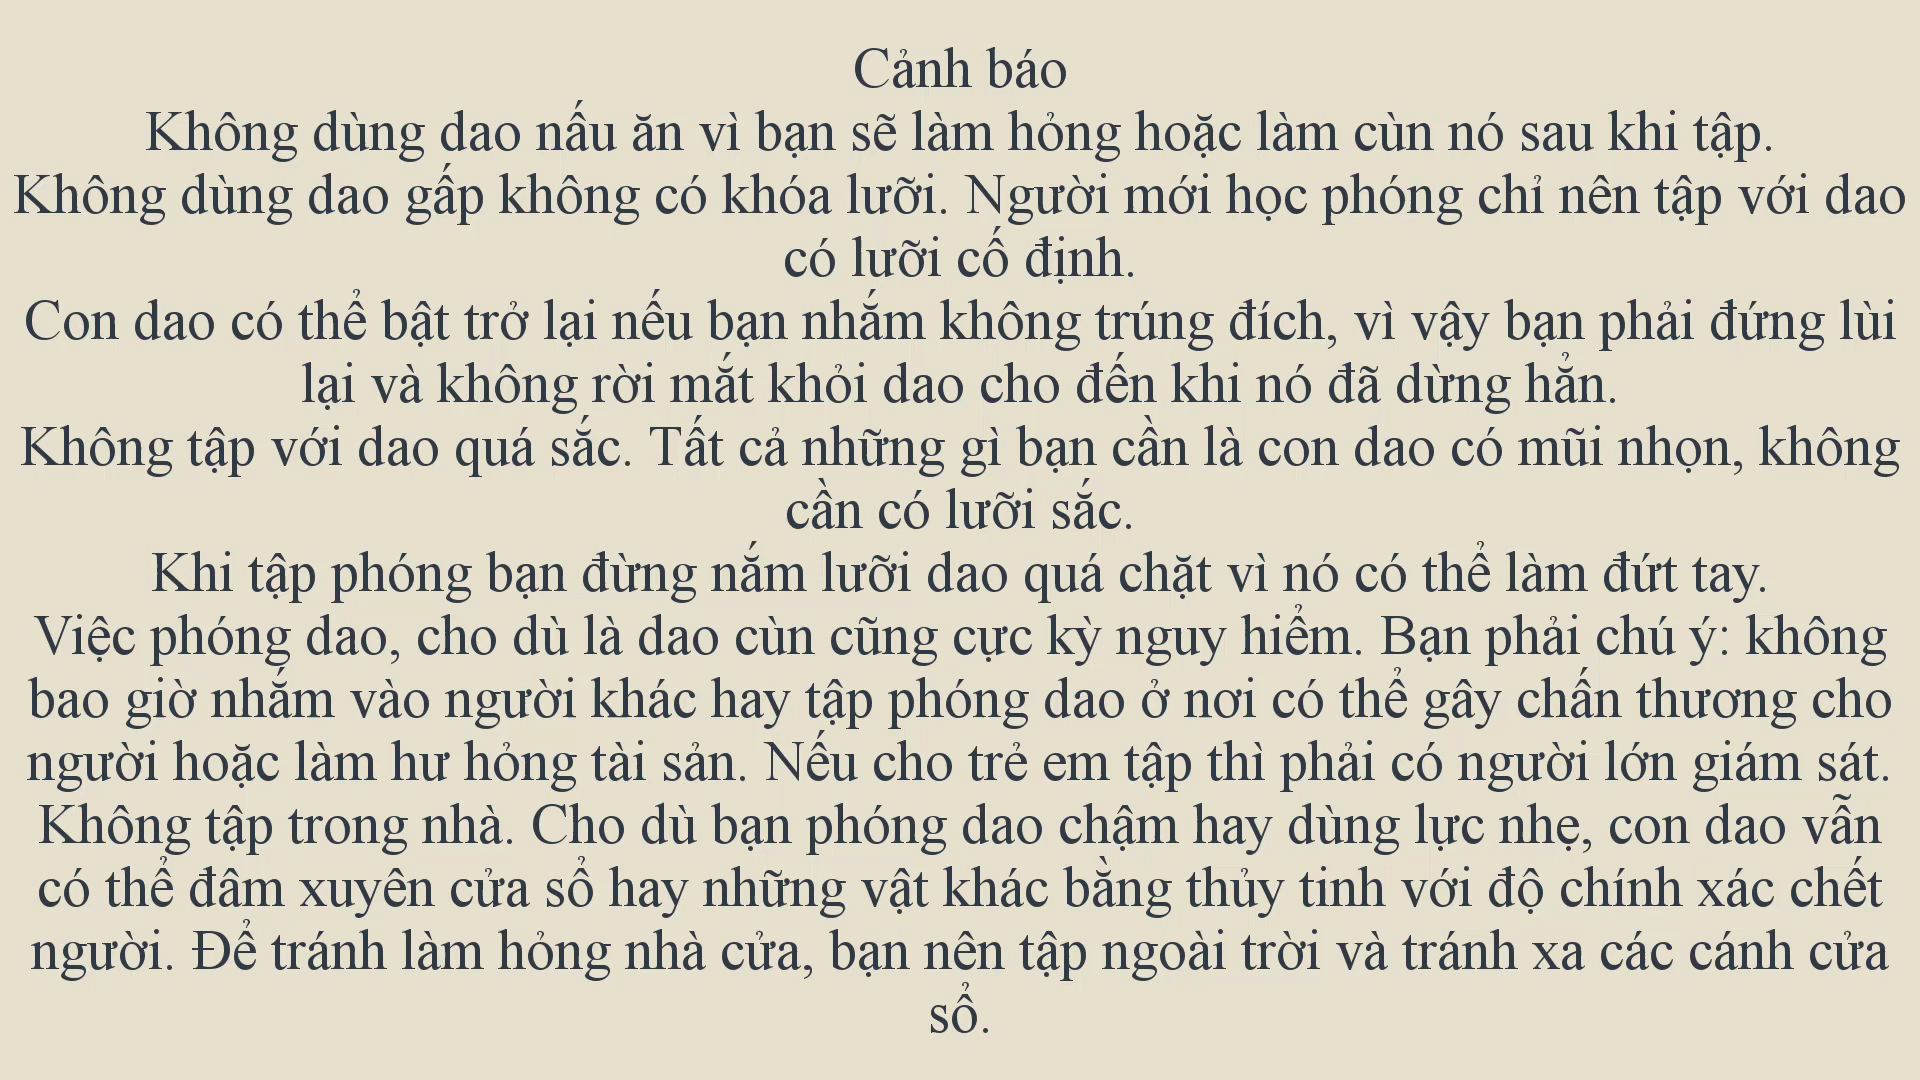 Cảnh báo
Không dùng dao nấu ăn vì bạn sẽ làm hỏng hoặc làm cùn nó sau khi tập.
Không dùng dao gấp không có khóa lưỡi. Người mới học phóng chỉ nên tập với dao
có lưỡi cố định.
Con dao có thể bật trở lại nếu bạn nhắm không trúng đích, vì vậy bạn phải đứng lùi
lại và không rời mắt khỏi dao cho đến khi nó đã dừng hẳn.
Không tập với dao quá sắc. Tất cả những gì bạn cần là con dao có mũi nhọn, không
cần có lưỡi sắc.
Khi tập phóng bạn đừng nắm lưỡi dao quá chặt vì nó có thể làm đứt tay.
Việc phóng dao, cho dù là dao cùn cũng cực kỳ nguy hiểm. Bạn phải chú ý: không
bao giờ nhắm vào người khác hay tập phóng dao ở nơi có thể gây chấn thương cho
người hoặc làm hư hỏng tài sản. Nếu cho trẻ em tập thì phải có người lớn giám sát.
Không tập trong nhà. Cho dù bạn phóng dao chậm hay dùng lực nhẹ, con dao vẫn
có thể đâm xuyên cửa sổ hay những vật khác bằng thủy tinh với độ chính xác chết
người. Để tránh làm hỏng nhà cửa, bạn nên tập ngoài trời và tránh xa các cánh cửa
sổ.